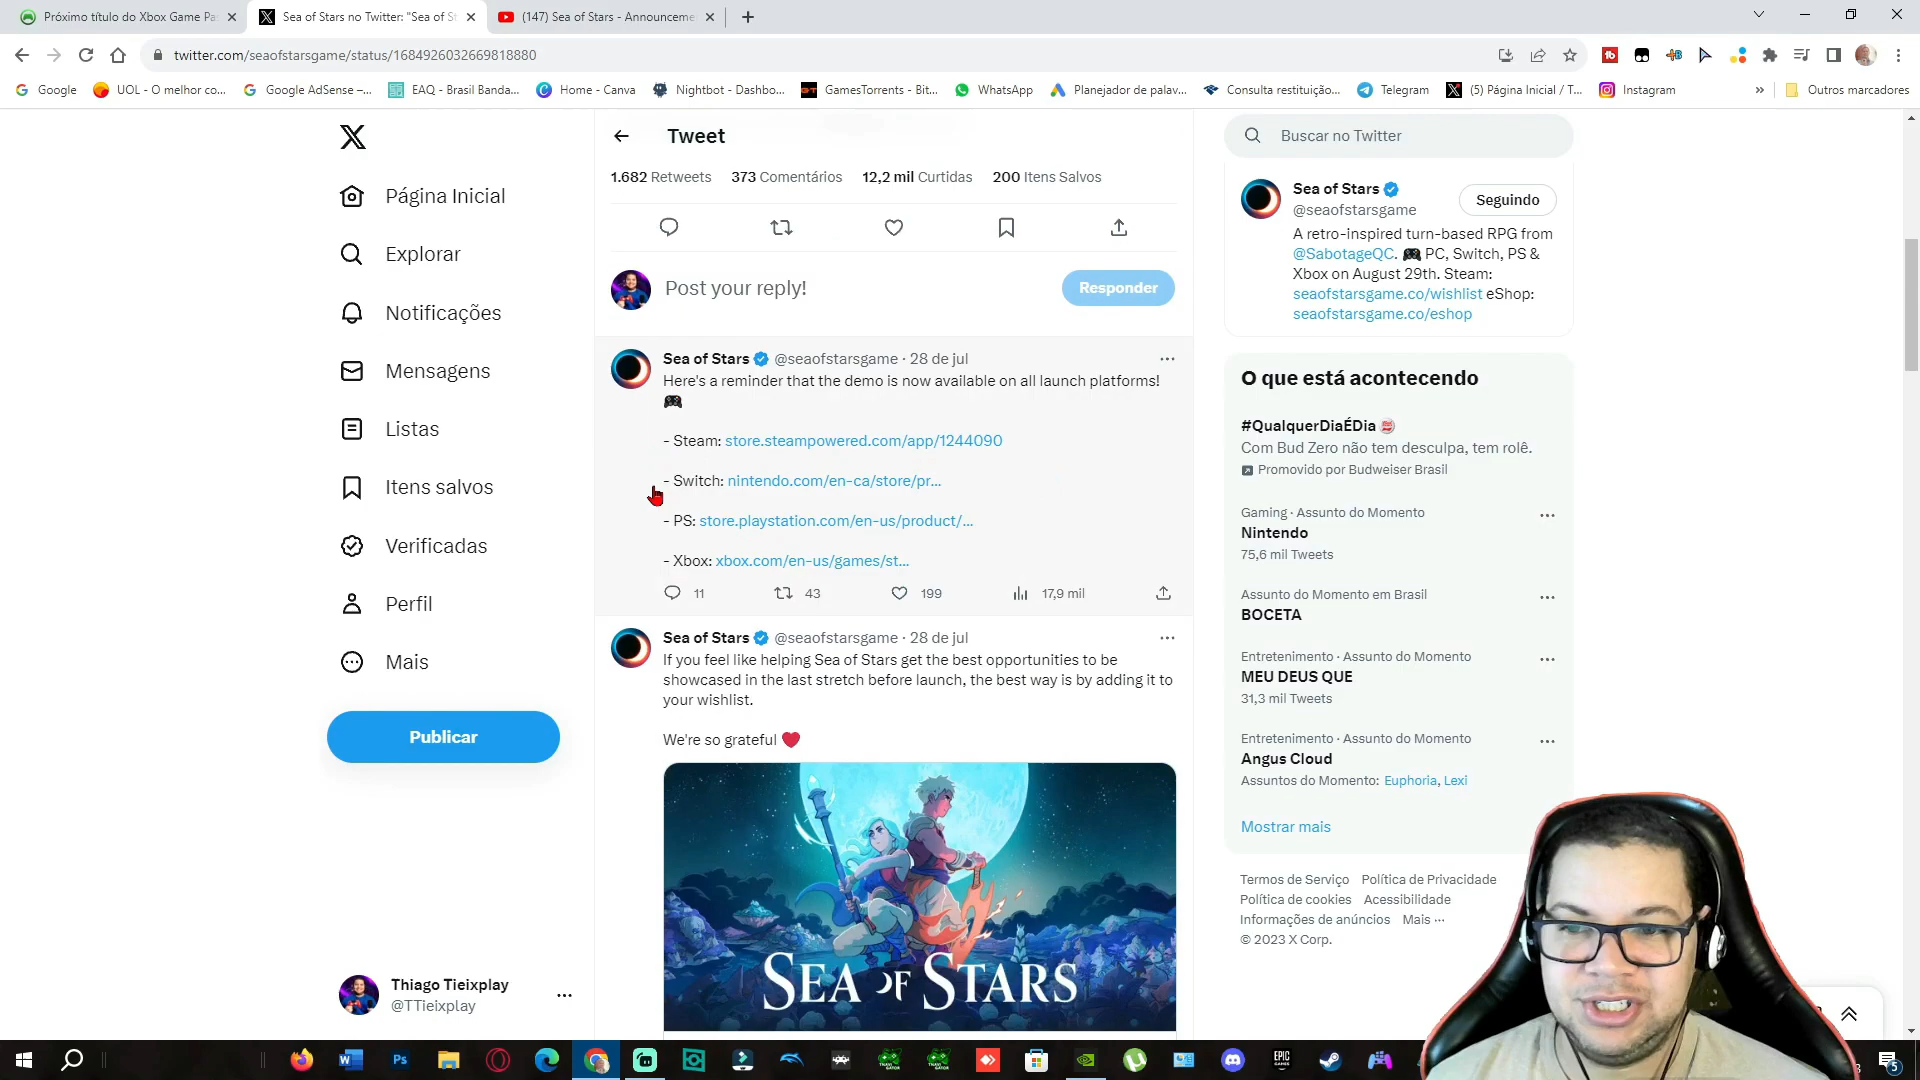 Próximo título do Xbox Game Pa
Sea of Stars no Twitter: "Sea of St
(147) Sea of Stars - Announceme
twitter.com/seaofstarsgame/status/1684926032669818880
Google
UOL - O melhor co...
Google AdSense –...
EAQ - Brasil Banda...
Home - Canva
Nightbot - Dashbo...
GamesTorrents - Bit...
WhatsApp
Planejador de palav...
Consulta restituição...
Telegram
(5) Página Inicial / T...
Instagram
»
Outros marcadores
Página Inicial
Explorar
Notificações
Mensagens
Listas
Itens salvos
Verificadas
Perfil
Mais
Publicar
Thiago Tieixplay
@TTieixplay
Tweet
1.682 Retweets 373 Comentários 12,2 mil Curtidas 200 Itens Salvos
Post your reply!
Responder
Sea of Stars @seaofstarsgame · 28 de jul
Here's a reminder that the demo is now available on all launch platforms!
🎮
- Steam: store.steampowered.com/app/1244090
- Switch: nintendo.com/en-ca/store/pr...
- PS: store.playstation.com/en-us/product/...
- Xbox: xbox.com/en-us/games/st...
11 43 199 17,9 mil
Sea of Stars @seaofstarsgame · 28 de jul
If you feel like helping Sea of Stars get the best opportunities to be
showcased in the last stretch before launch, the best way is by adding it to
your wishlist.
We're so grateful ❤️
SEA OF STARS
Buscar no Twitter
Sea of Stars
@seaofstarsgame
Seguindo
A retro-inspired turn-based RPG from
@SabotageQC. 🎮 PC, Switch, PS &
Xbox on August 29th. Steam:
seaofstarsgame.co/wishlist eShop:
seaofstarsgame.co/eshop
O que está acontecendo
#QualquerDiaÉDia
Com Bud Zero não tem desculpa, tem rolê.
Promovido por Budweiser Brasil
Gaming · Assunto do Momento
Nintendo
75,6 mil Tweets
Assunto do Momento em Brasil
BOCETA
Entretenimento · Assunto do Momento
MEU DEUS QUE
31,3 mil Tweets
Entretenimento · Assunto do Momento
Angus Cloud
Assuntos do Momento: Euphoria, Lexi
Mostrar mais
Termos de Serviço Política de Privacidade
Política de cookies Acessibilidade
Informações de anúncios Mais ···
© 2023 X Corp.
Ps
EPIC
5